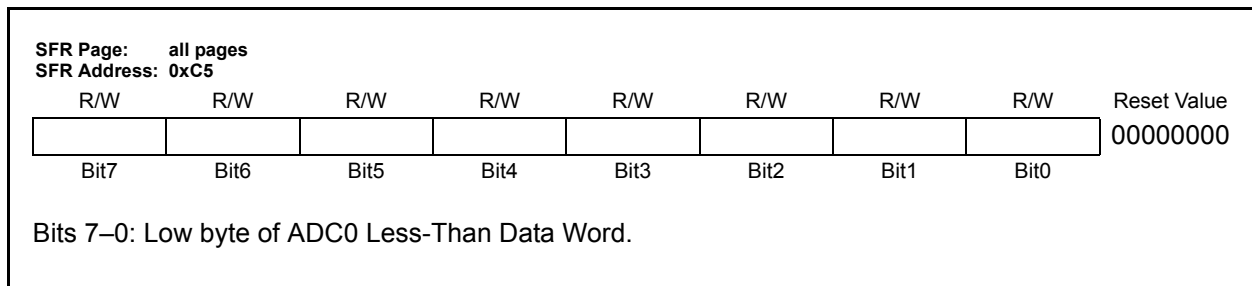 SFR Page: all pages
SFR Address: 0xC5
R/W R/W R/W R/W R/W R/W R/W R/W Reset Value
00000000
Bit7 Bit6 Bit5 Bit4 Bit3 Bit2 Bit1 Bit0
Bits 7–0: Low byte of ADC0 Less-Than Data Word.